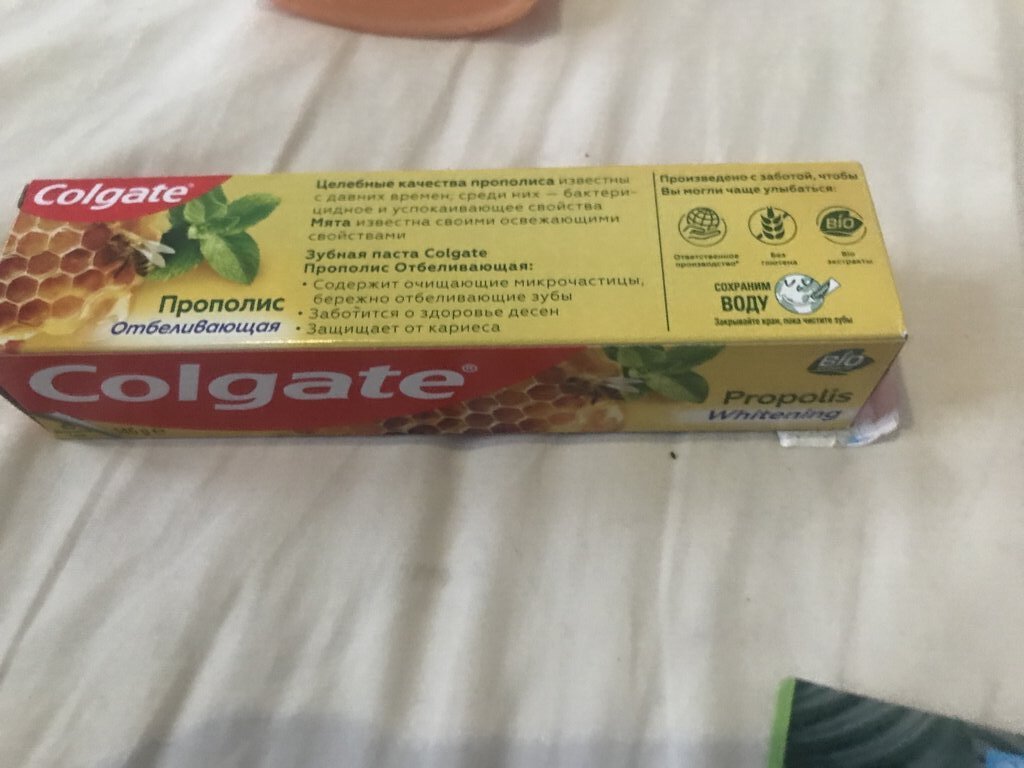 Colgate®
Прополис
Отбеливающая
Целебные качества прополиса известны
с давних времен, среди них — бактери-
цидное и успокаивающее свойства
Мята известна своими освежающими
свойствами
Зубная паста Colgate
Прополис Отбеливающая:
• Содержит очищающие микрочастицы,
бережно отбеливающие зубы
• Заботится о здоровье десен
• Защищает от кариеса
Произведено с заботой, чтобы
Вы могли чаще улыбаться:
Ответственное
производство*
Без
глютена
BIO
Bio
экстракты
СОХРАНИМ
ВОДУ
Закрывайте кран, пока чистите зубы
Colgate®
BIO
Propolis
Whitening